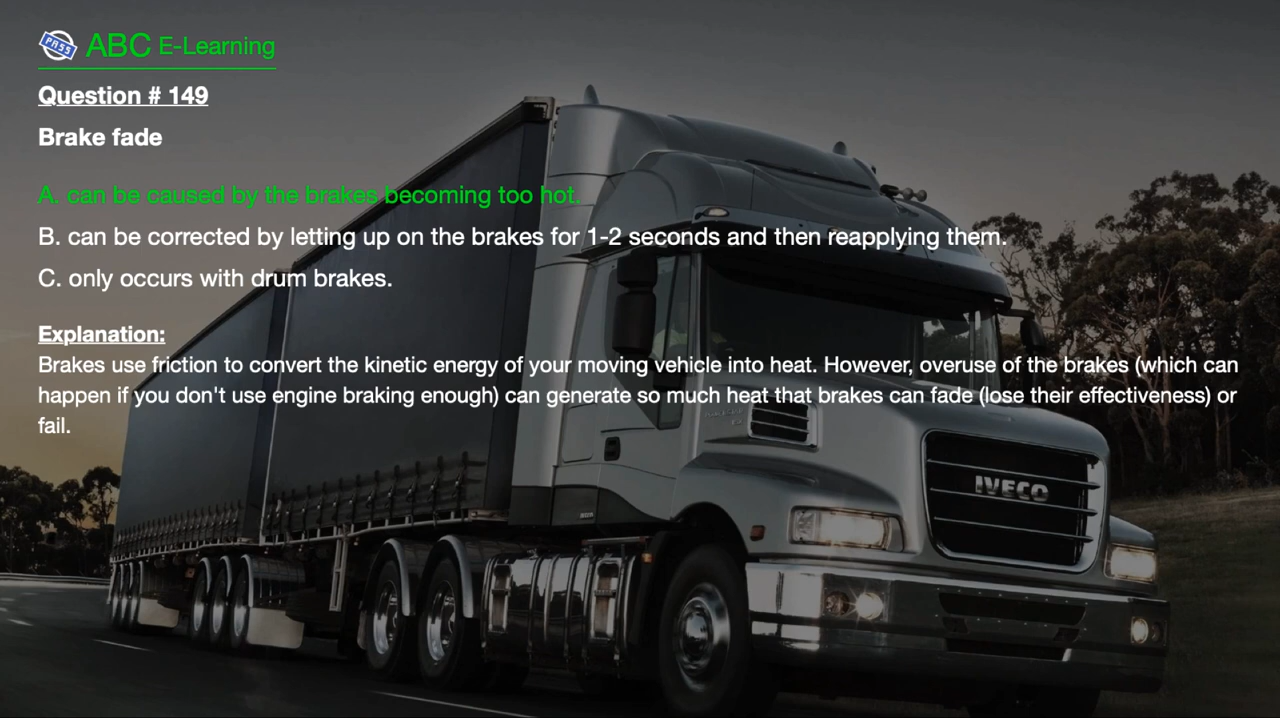 PASS
ABC E-Learning
Question # 149
Brake fade
A. can be caused by the brakes becoming too hot.
B. can be corrected by letting up on the brakes for 1-2 seconds and then reapplying them.
C. only occurs with drum brakes.
Explanation:
Brakes use friction to convert the kinetic energy of your moving vehicle into heat. However, overuse of the brakes (which can
happen if you don't use engine braking enough) can generate so much heat that brakes can fade (lose their effectiveness) or
fail.
IVECO